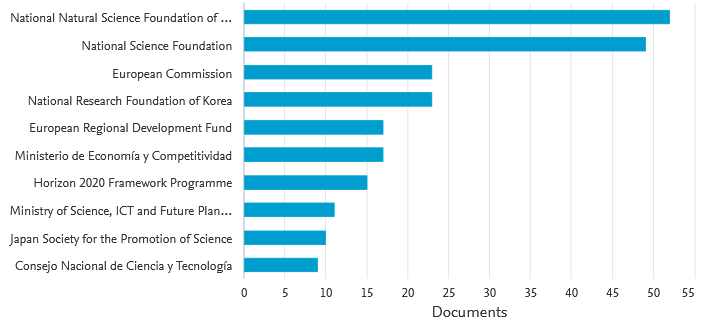 National Natural Science Foundation of ...
National Science Foundation
European Commission
National Research Foundation of Korea
European Regional Development Fund
Ministerio de Economía y Competitividad
Horizon 2020 Framework Programme
Ministry of Science, ICT and Future Plan...
Japan Society for the Promotion of Science
Consejo Nacional de Ciencia y Tecnología
0 5 10 15 20 25 30 35 40 45 50 55
Documents